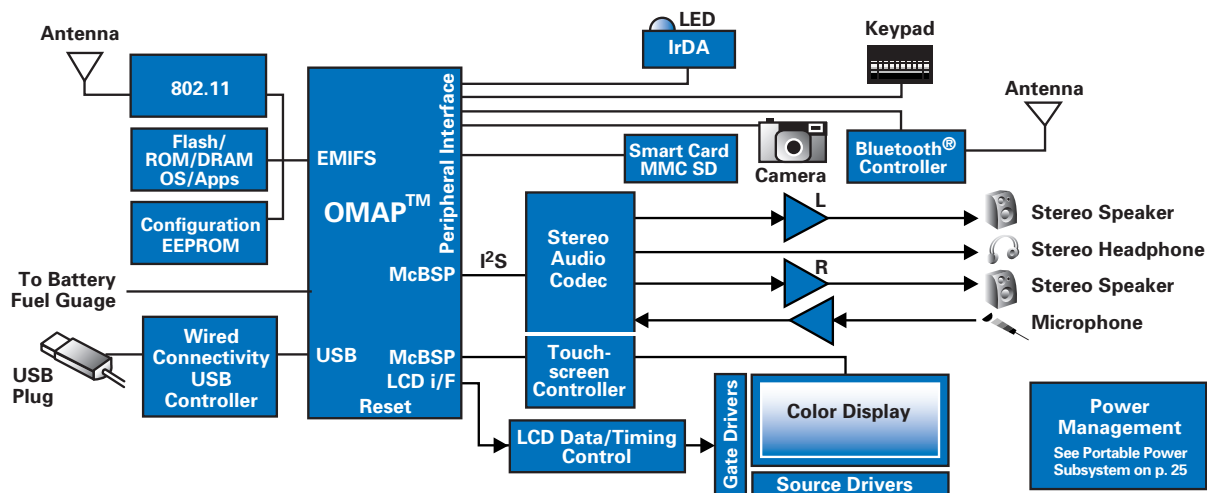 LED
IrDA
Keypad
Antenna
802.11
Antenna
Flash/
ROM/DRAM
OS/Apps
EMIFS
Peripheral Interface
Smart Card
MMC SD
Camera
Bluetooth®
Controller
OMAP™
Configuration
EEPROM
L
Stereo Speaker
Stereo
Audio
Codec
Stereo Headphone
McBSP
I²S
R
Stereo Speaker
To Battery
Fuel Guage
Microphone
Wired
Connectivity
USB
Controller
USB
USB
Plug
McBSP
LCD i/F
Reset
Touch-
screen
Controller
Color Display
Gate Drivers
LCD Data/Timing
Control
Source Drivers
Power
Management
See Portable Power
Subsystem on p. 25